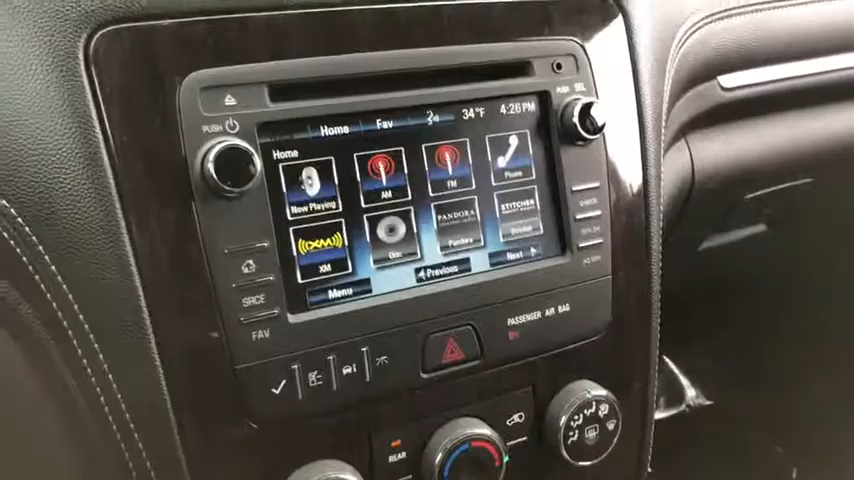 PUSH
PUSH SEL
Home Fav 34°F 4:26 PM
Home
Now Playing AM FM Phone
PANDORA STITCHER
XM Disc Pandora Stitcher
Menu Previous Next
SRCE
FAV
PASSENGER AIR BAG
REAR